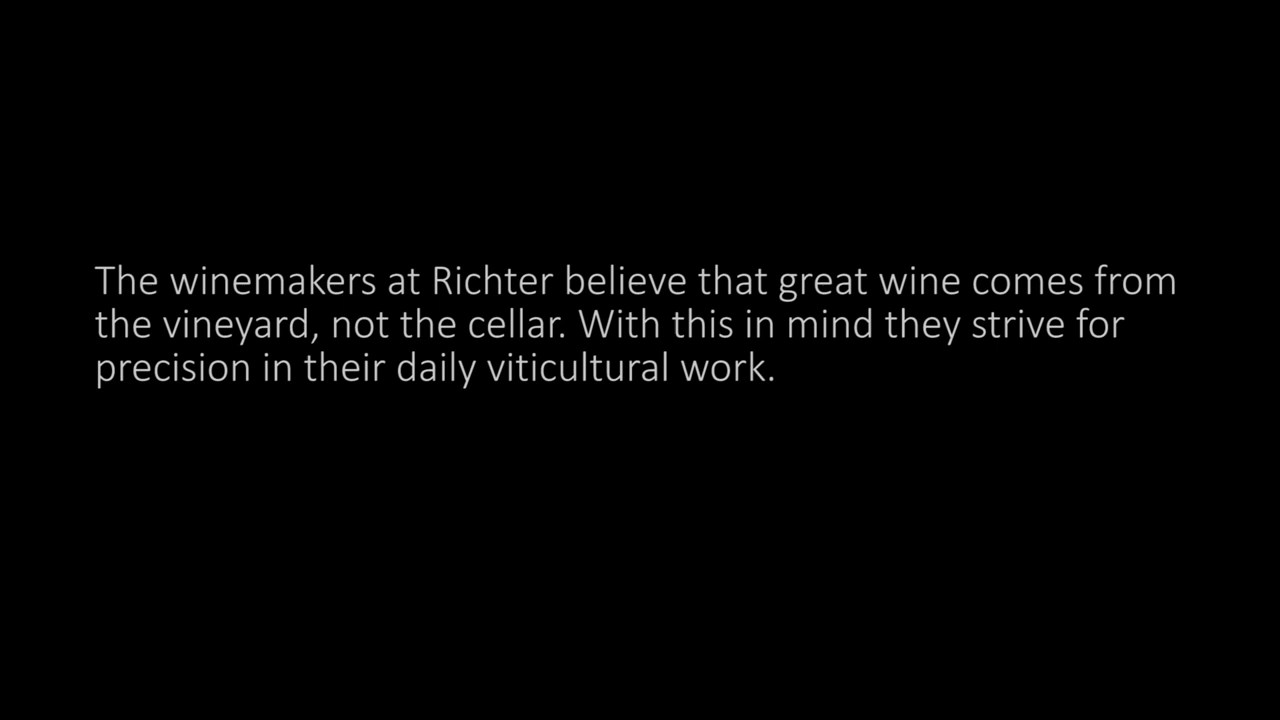 The winemakers at Richter believe that great wine comes from
the vineyard, not the cellar. With this in mind they strive for
precision in their daily viticultural work.